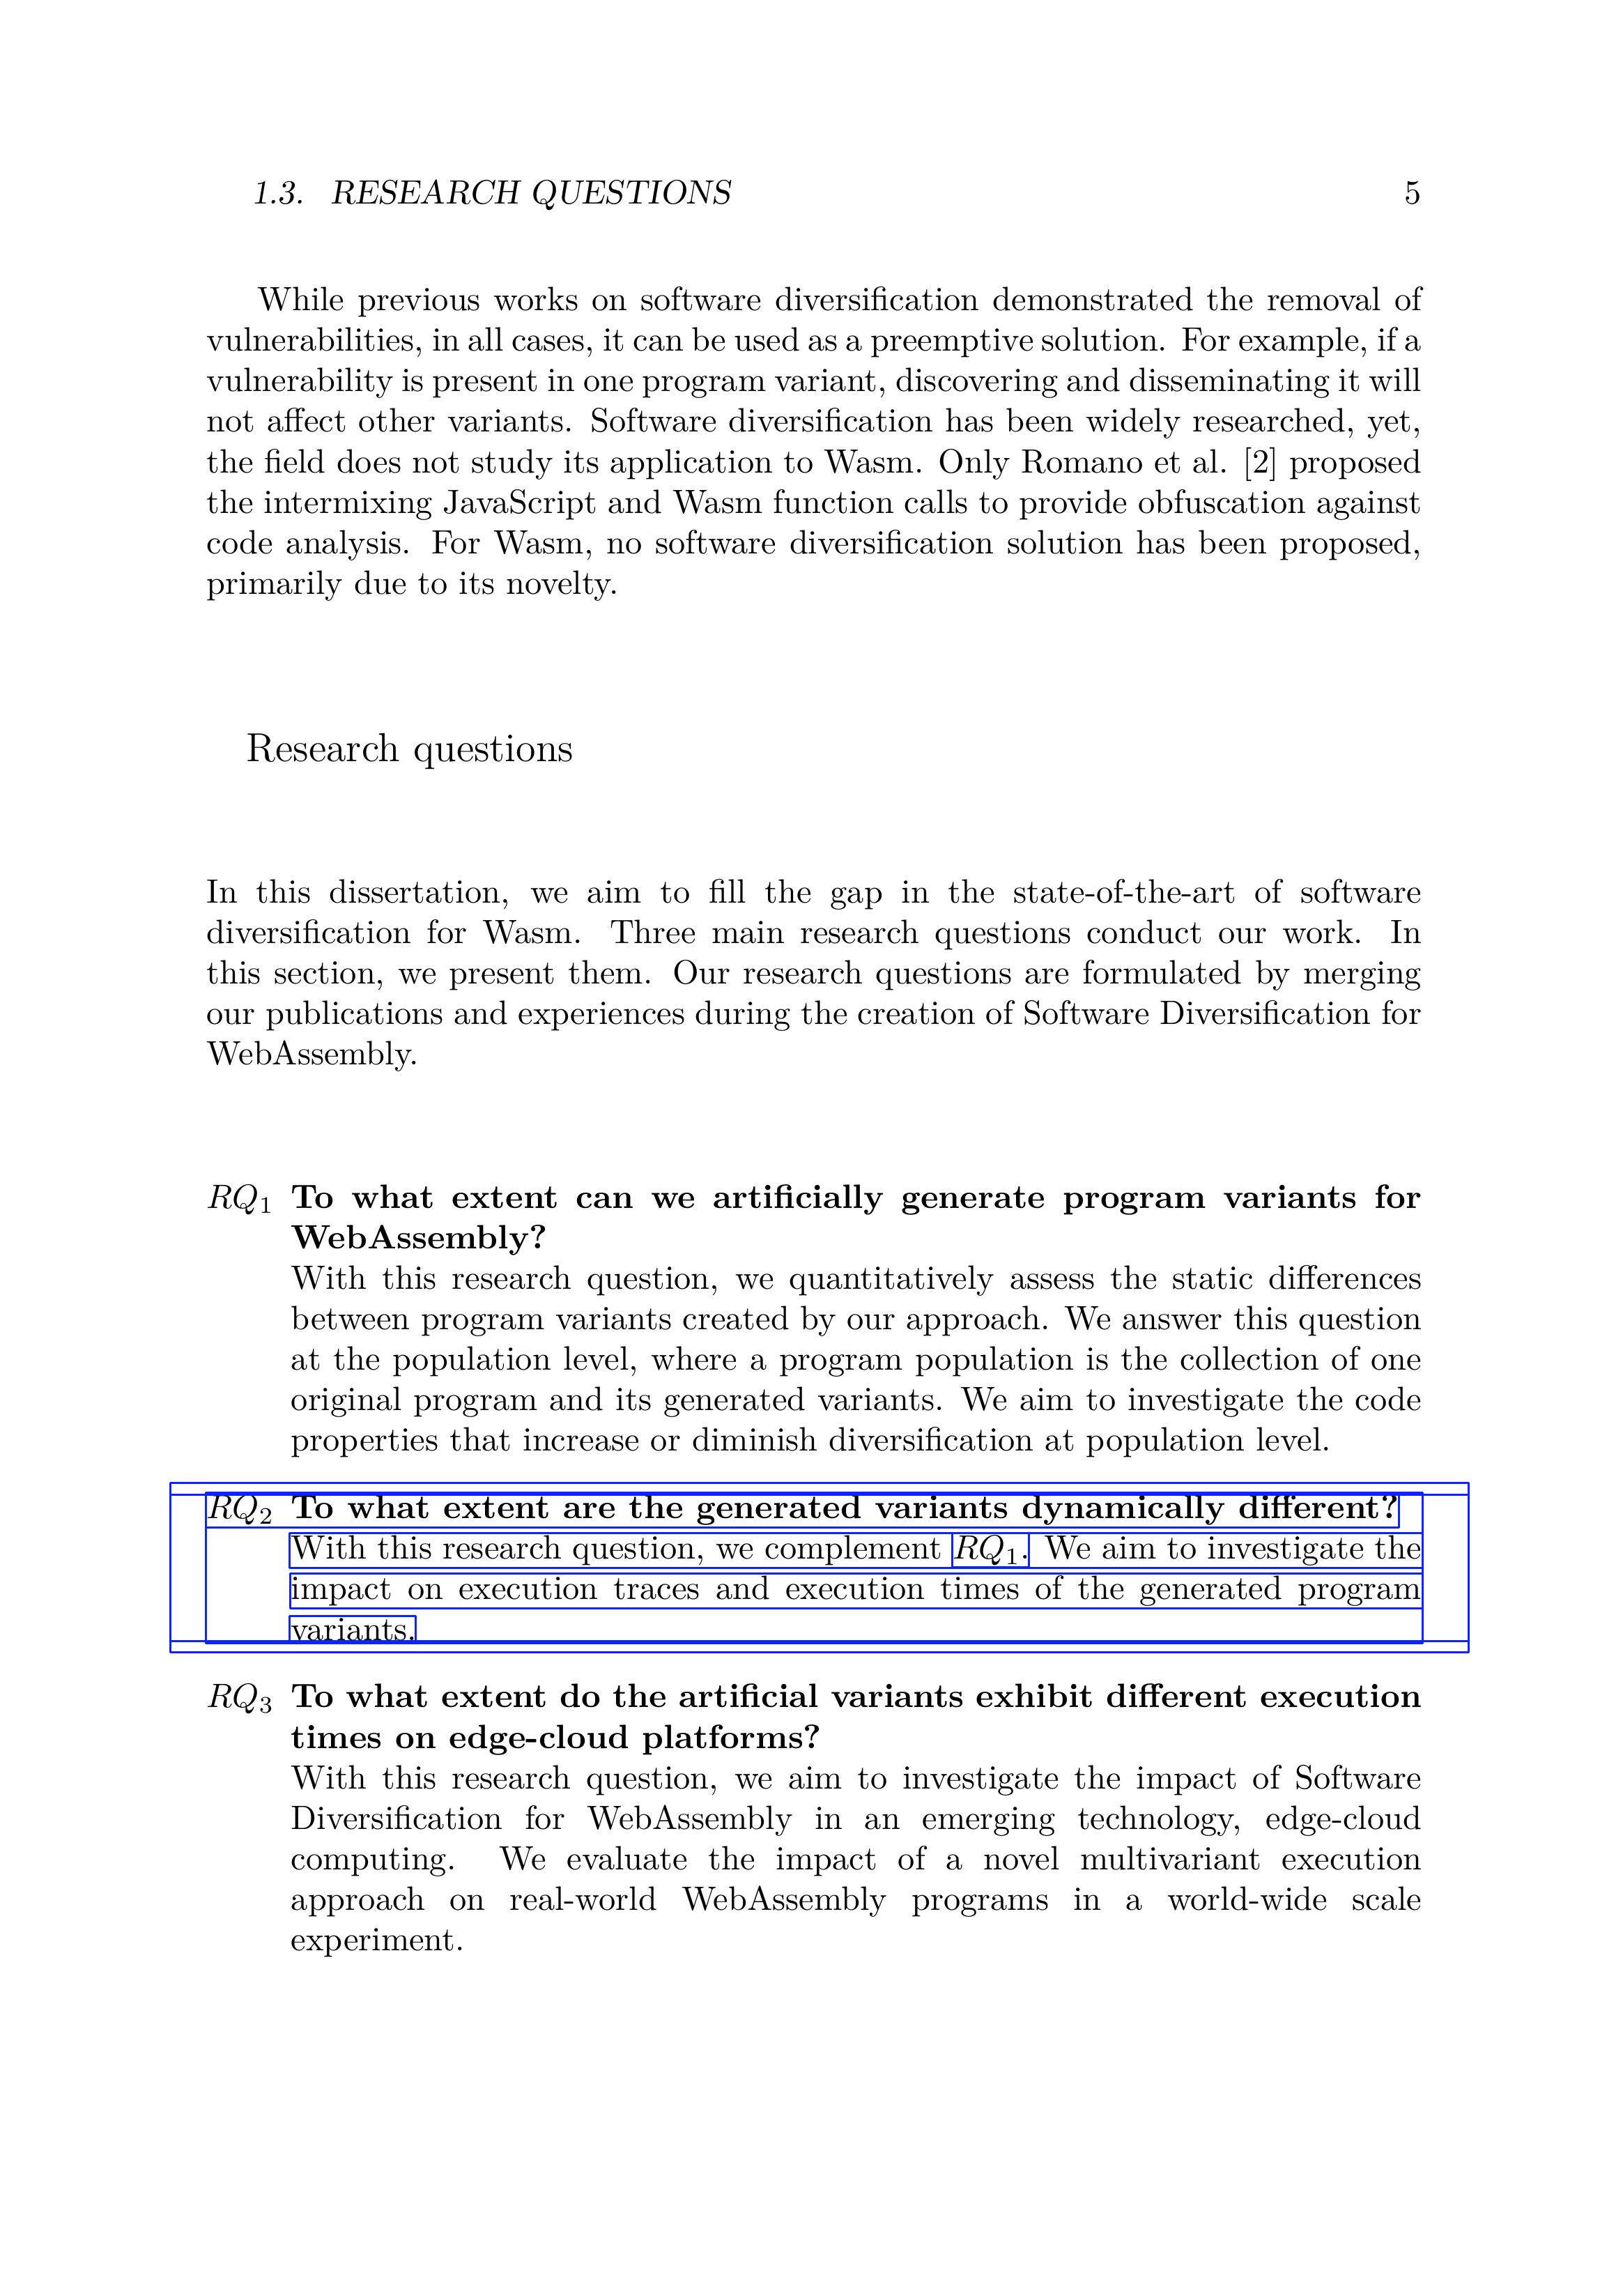 1.3. RESEARCH QUESTIONS 5
While previous works on software diversification demonstrated the removal of
vulnerabilities, in all cases, it can be used as a preemptive solution. For example, if a
vulnerability is present in one program variant, discovering and disseminating it will
not affect other variants. Software diversification has been widely researched, yet,
the field does not study its application to Wasm. Only Romano et al. [2] proposed
the intermixing JavaScript and Wasm function calls to provide obfuscation against
code analysis. For Wasm, no software diversification solution has been proposed,
primarily due to its novelty.
Research questions
In this dissertation, we aim to fill the gap in the state-of-the-art of software
diversification for Wasm. Three main research questions conduct our work. In
this section, we present them. Our research questions are formulated by merging
our publications and experiences during the creation of Software Diversification for
WebAssembly.
RQ₁ To what extent can we artificially generate program variants for
WebAssembly?
With this research question, we quantitatively assess the static differences
between program variants created by our approach. We answer this question
at the population level, where a program population is the collection of one
original program and its generated variants. We aim to investigate the code
properties that increase or diminish diversification at population level.
RQ₂ To what extent are the generated variants dynamically different?
With this research question, we complement RQ₁. We aim to investigate the
impact on execution traces and execution times of the generated program
variants.
RQ₃ To what extent do the artificial variants exhibit different execution
times on edge-cloud platforms?
With this research question, we aim to investigate the impact of Software
Diversification for WebAssembly in an emerging technology, edge-cloud
computing. We evaluate the impact of a novel multivariant execution
approach on real-world WebAssembly programs in a world-wide scale
experiment.